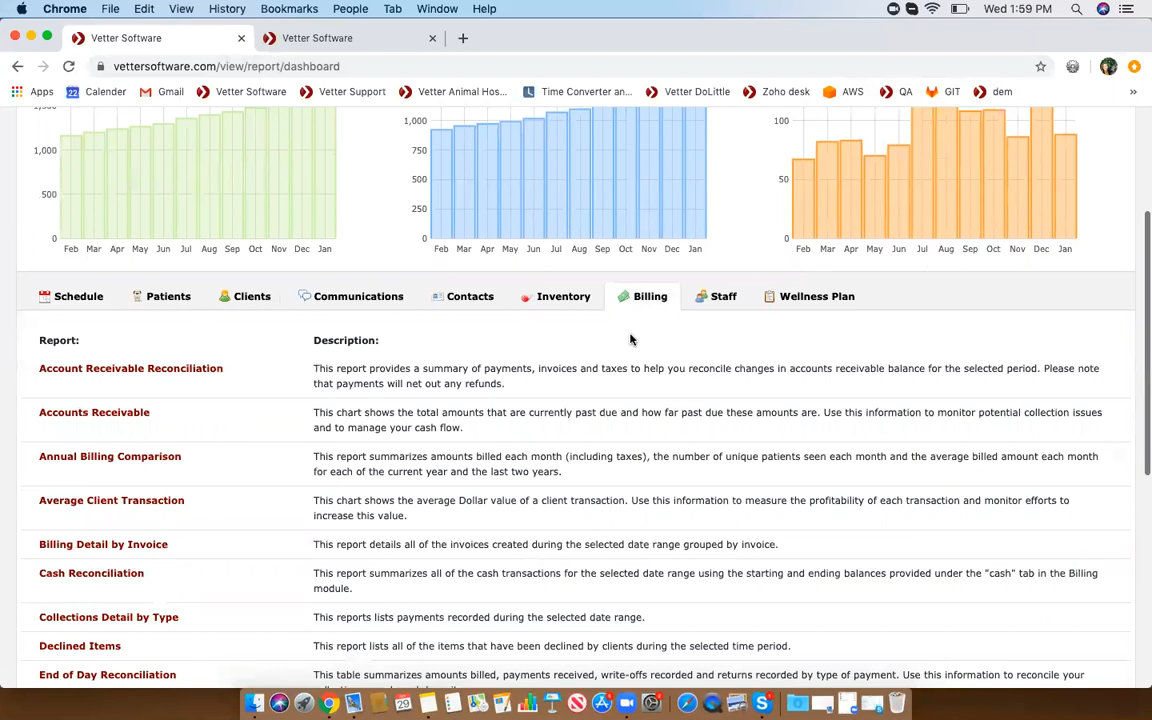 Chrome File Edit View History Bookmarks People Tab Window Help Wed 1:59 PM
Vetter Software Vetter Software
vettersoftware.com/view/report/dashboard
Apps 22 Calender Gmail Vetter Software Vetter Support Vetter Animal Hos... Time Converter an... Vetter DoLittle Zoho desk AWS QA GIT dem
1,500 1,000 100
1,000 750
500 500 50
250
0 0 0
Feb Mar Apr May Jun Jul Aug Sep Oct Nov Dec Jan Feb Mar Apr May Jun Jul Aug Sep Oct Nov Dec Jan Feb Mar Apr May Jun Jul Aug Sep Oct Nov Dec Jan
Schedule Patients Clients Communications Contacts Inventory Billing Staff Wellness Plan
Report: Description:
Account Receivable Reconciliation This report provides a summary of payments, invoices and taxes to help you reconcile changes in accounts receivable balance for the selected period. Please note
that payments will net out any refunds.
Accounts Receivable This chart shows the total amounts that are currently past due and how far past due these amounts are. Use this information to monitor potential collection issues
and to manage your cash flow.
Annual Billing Comparison This report summarizes amounts billed each month (including taxes), the number of unique patients seen each month and the average billed amount each month
for each of the current year and the last two years.
Average Client Transaction This chart shows the average Dollar value of a client transaction. Use this information to measure the profitability of each transaction and monitor efforts to
increase this value.
Billing Detail by Invoice This report details all of the invoices created during the selected date range grouped by invoice.
Cash Reconciliation This report summarizes all of the cash transactions for the selected date range using the starting and ending balances provided under the "cash" tab in the Billing
module.
Collections Detail by Type This reports lists payments recorded during the selected date range.
Declined Items This report lists all of the items that have been declined by clients during the selected time period.
End of Day Reconciliation This table summarizes amounts billed, payments received, write-offs recorded and returns recorded by type of payment. Use this information to reconcile your
29